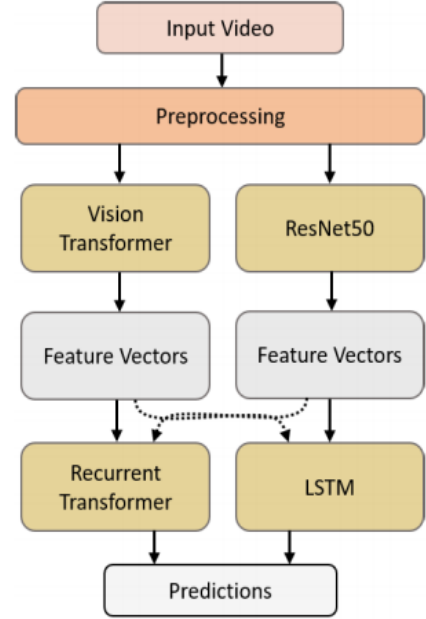 Input Video
Preprocessing
Vision
Transformer
ResNet50
Feature Vectors
Feature Vectors
Recurrent
Transformer
LSTM
Predictions